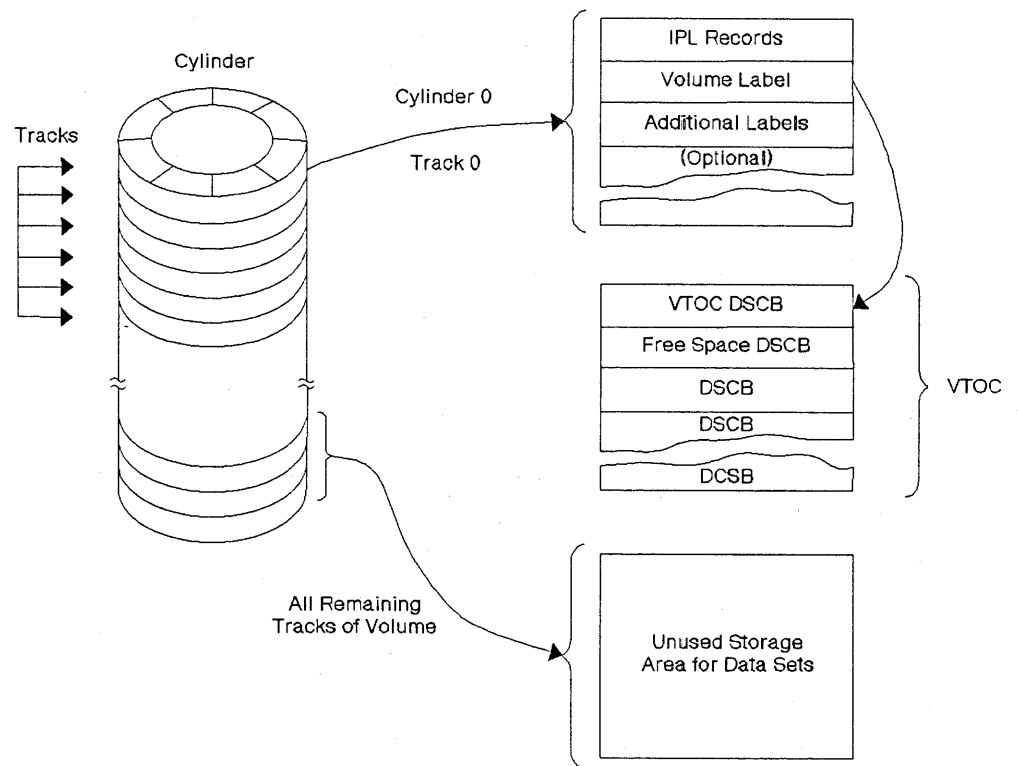 Cylinder
Tracks
Cylinder 0
Track 0
IPL Records
Volume Label
Additional Labels
(Optional)
VTOC DSCB
Free Space DSCB
DSCB
DSCB
DCSB
VTOC
All Remaining
Tracks of Volume
Unused Storage
Area for Data Sets